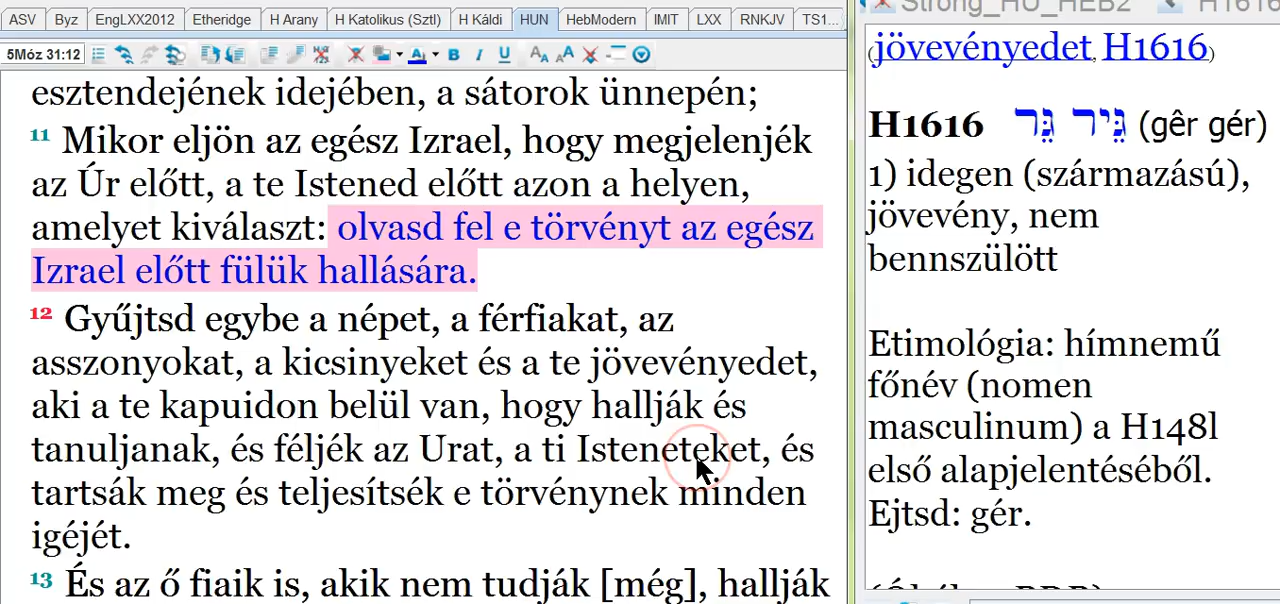 ASV Byz EngLXX2012 Etheridge H Arany H Katolikus (Sztl) H Káldi HUN HebModern IMIT LXX RNKJV TS1...
5Móz 31:12
esztendejének idejében, a sátorok ünnepén;
11 Mikor eljön az egész Izrael, hogy megjelenjék
az Úr előtt, a te Istened előtt azon a helyen,
amelyet kiválaszt: olvasd fel e törvényt az egész
Izrael előtt fülük hallására.
12 Gyűjtsd egybe a népet, a férfiakat, az
asszonyokat, a kicsinyeket és a te jövevényedet,
aki a te kapuidon belül van, hogy hallják és
tanuljanak, és féljék az Urat, a ti Isteneteket, és
tartsák meg és teljesítsék e törvénynek minden
igéjét.
13 És az ő fiaik is, akik nem tudják [még], hallják
Strong_HU_HEB2 H1616
(jövevényedet, H1616)
H1616 גֵּיר גֵּר (gêr gér)
1) idegen (származású),
jövevény, nem
bennszülött
Etimológia: hímnemű
főnév (nomen
masculinum) a H148l
első alapjelentéséből.
Ejtsd: gér.